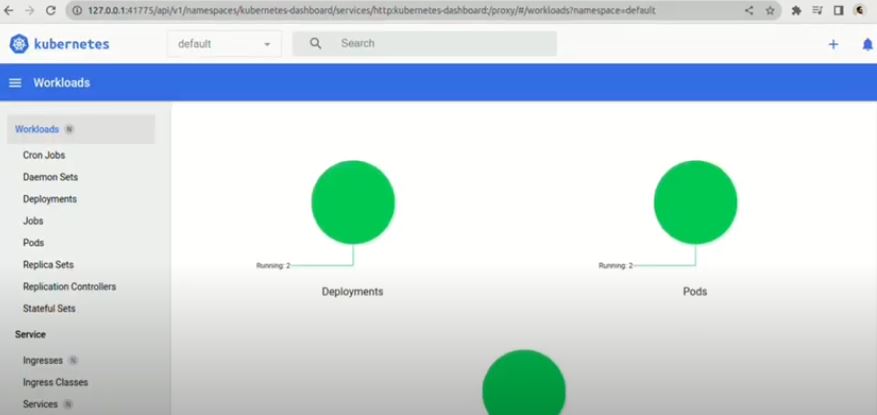 127.0.0.1:41775/api/v1/namespaces/kubernetes-dashboard/services/http:kubernetes-dashboard:/proxy/#/workloads?namespace=default
kubernetes
default
Search
Workloads
Workloads N
Cron Jobs
Daemon Sets
Deployments
Jobs
Pods
Replica Sets
Replication Controllers
Stateful Sets
Service
Ingresses N
Ingress Classes
Services N
Running: 2
Deployments
Running: 2
Pods